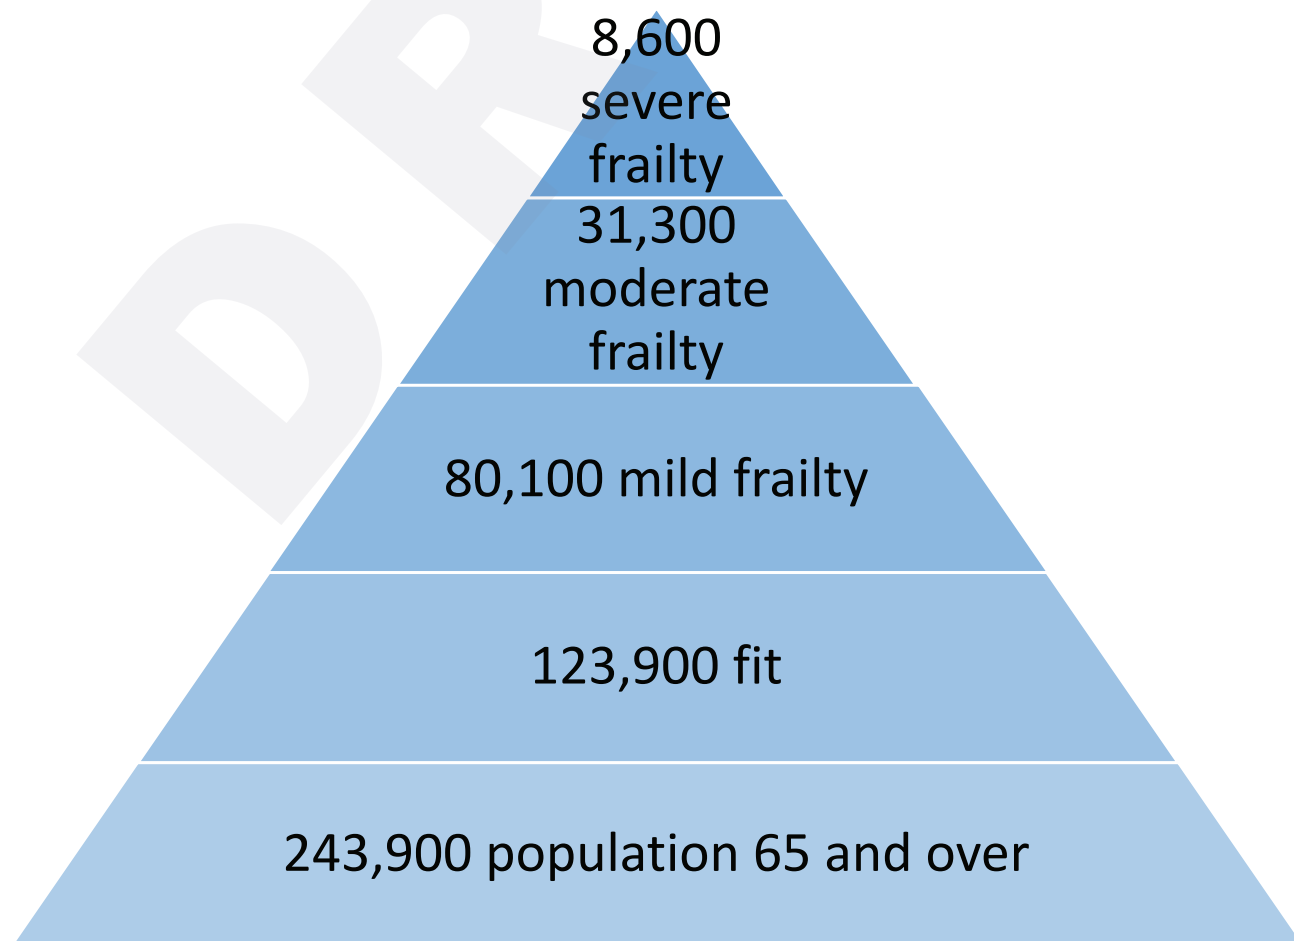 8,600
severe
frailty
31,300
moderate
frailty
80,100 mild frailty
123,900 fit
243,900 population 65 and over
D R